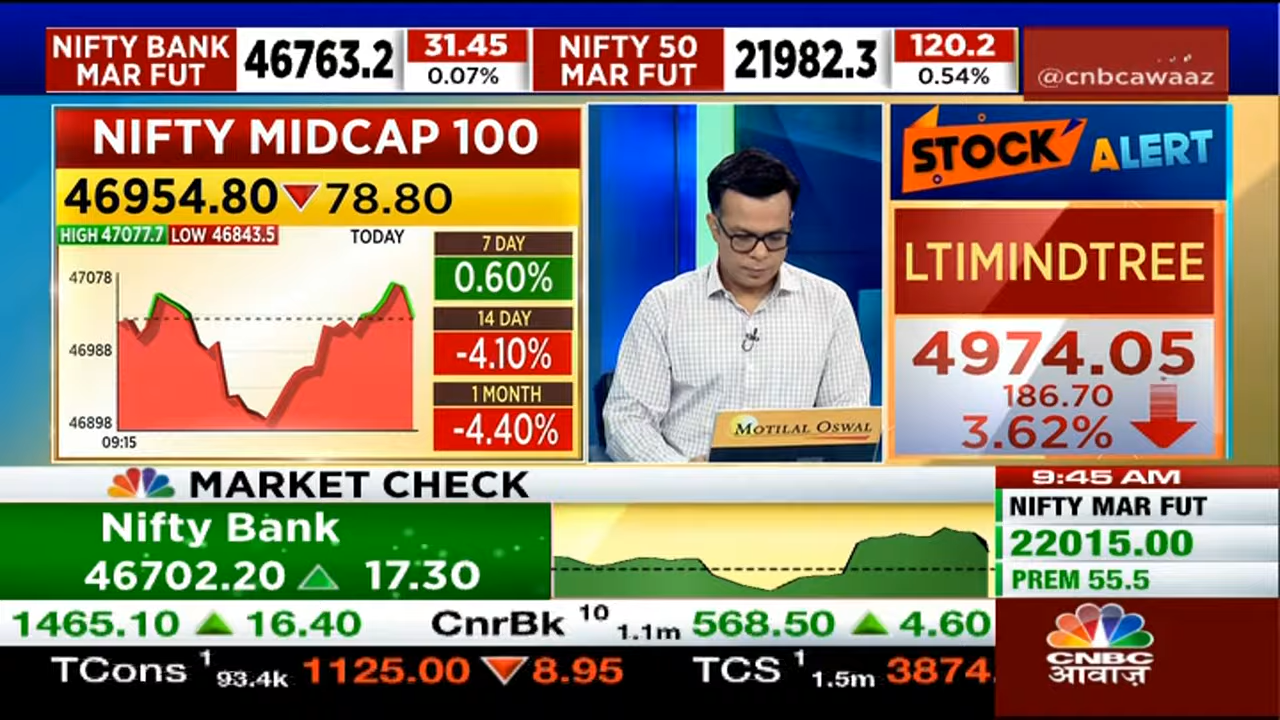 NIFTY BANK
MAR FUT
46763.2
31.45
0.07%
NIFTY 50
MAR FUT
21982.3
120.2
0.54%
@cnbcawaaz
NIFTY MIDCAP 100
46954.80 78.80
HIGH 47077.7 LOW 46843.5
TODAY
47078
46988
46898
09:15
7 DAY
0.60%
14 DAY
-4.10%
1 MONTH
-4.40%
MOTILAL OSWAL
STOCK ALERT
LTIMINDTREE
4974.05
186.70
3.62%
MARKET CHECK
Nifty Bank
46702.20 17.30
9:45 AM
NIFTY MAR FUT
22015.00
PREM 55.5
1465.10 16.40 CnrBk 10 1.1m 568.50 4.60
TCons 1 93.4k 1125.00 8.95 TCS 1 1.5m 3874.
CNBC
आवाज़